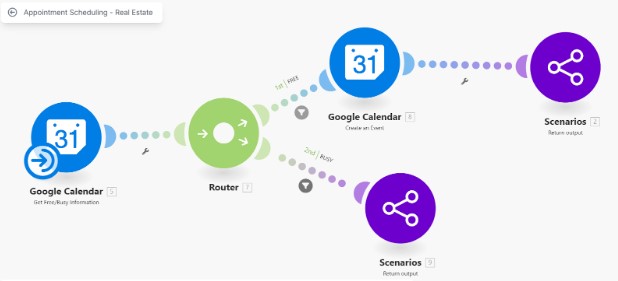 Appointment Scheduling - Real Estate
1st | FREE
31
Google Calendar 8
Create an Event
Scenarios 2
Return output
31
Google Calendar 5
Get Free/Busy Information
Router 7
2nd | BUSY
Scenarios 9
Return output